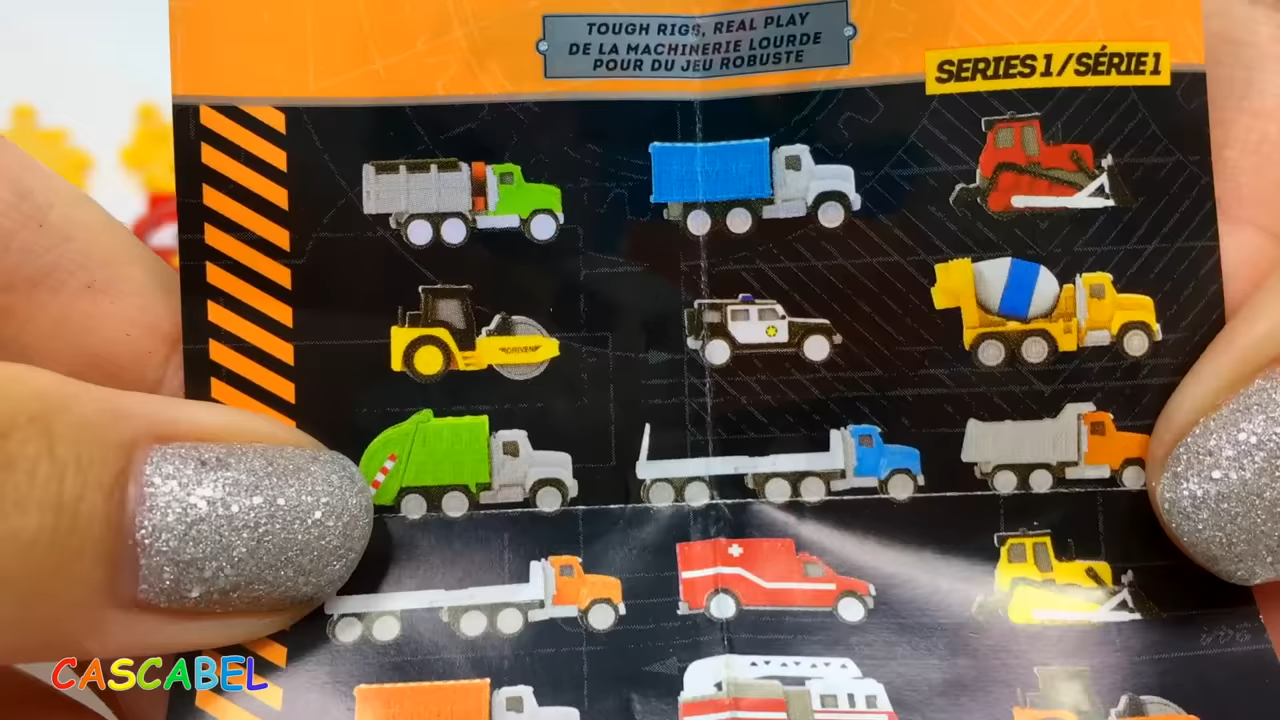 TOUGH RIGS, REAL PLAY
DE LA MACHINERIE LOURDE
POUR DU JEU ROBUSTE
SERIES 1 / SÉRIE 1
DRIVEN
CASCABEL